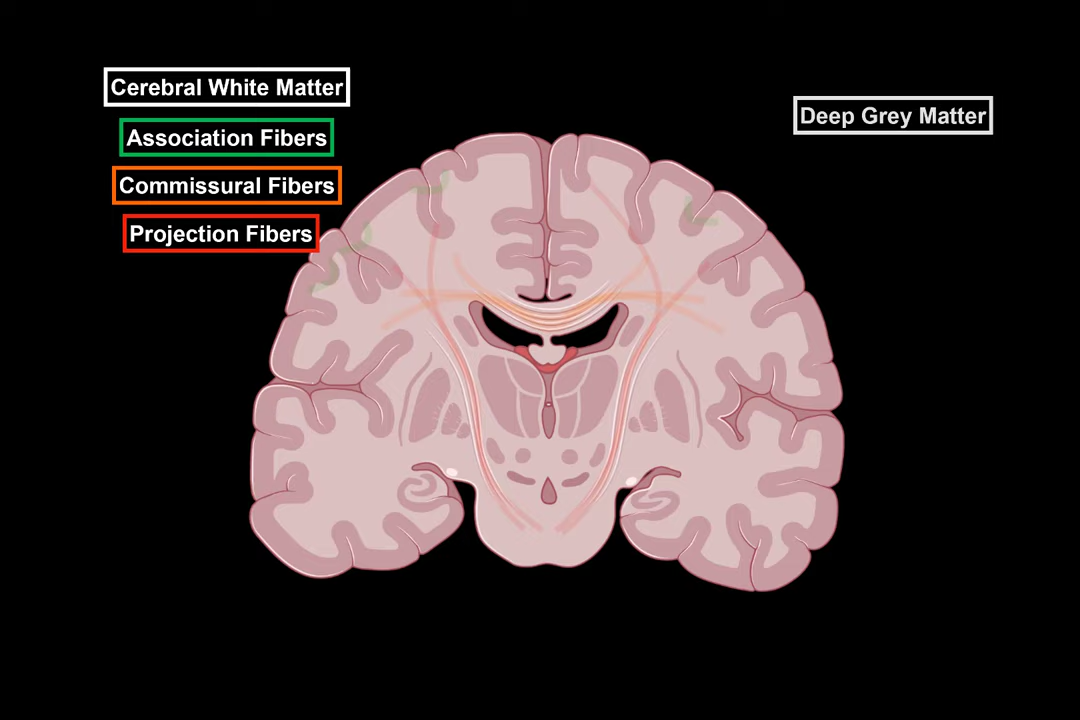 Cerebral White Matter
Association Fibers
Commissural Fibers
Projection Fibers
Deep Grey Matter